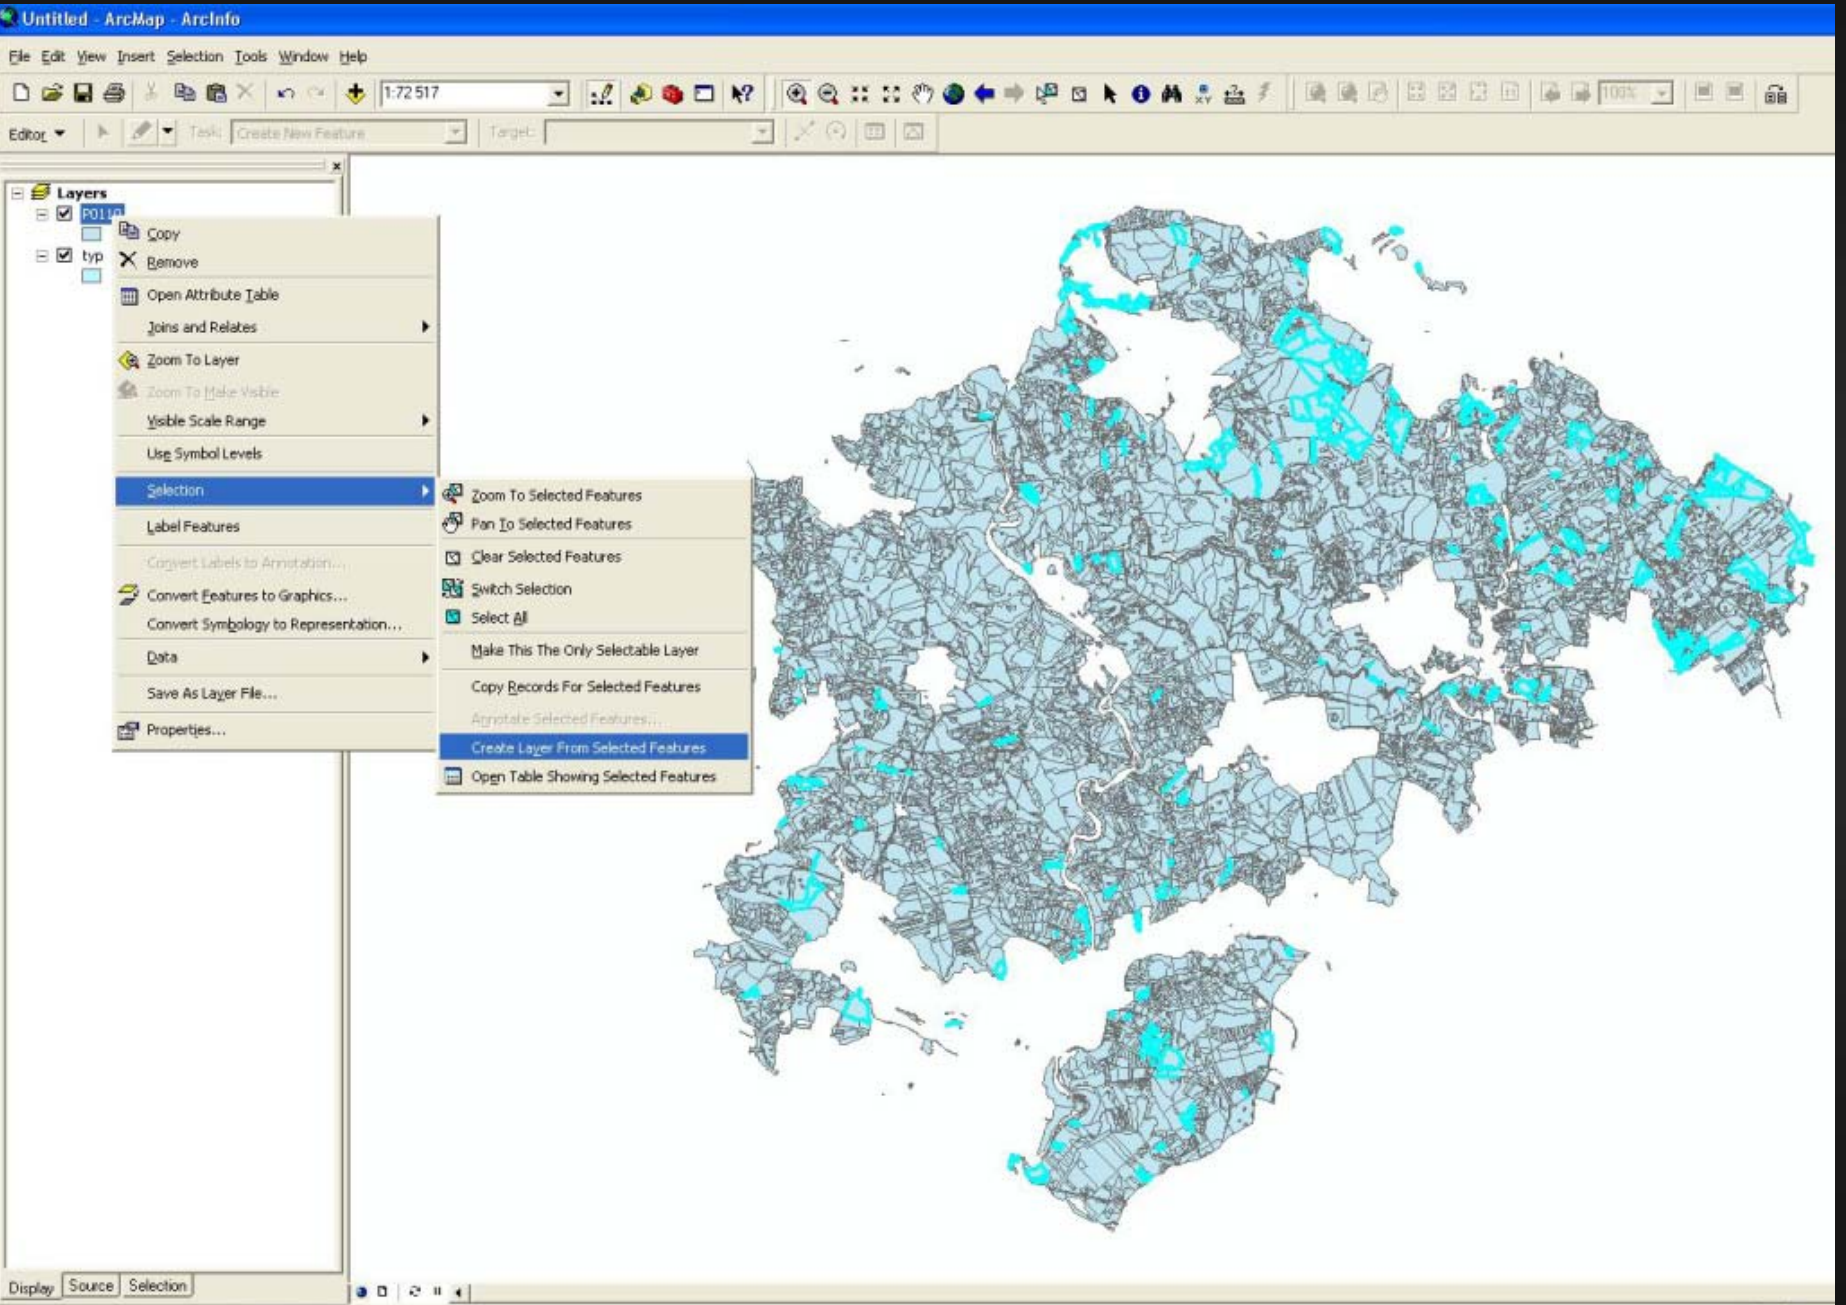 Untitled - ArcMap - ArcInfo
File Edit View Insert Selection Tools Window Help
1:72 517
100%
Editor Task: Create New Feature Target:
Layers
P0110
typ
Copy
Remove
Open Attribute Table
Joins and Relates
Zoom To Layer
Zoom To Make Visible
Visible Scale Range
Use Symbol Levels
Selection
Label Features
Convert Labels to Annotation...
Convert Features to Graphics...
Convert Symbology to Representation...
Data
Save As Layer File...
Properties...
Zoom To Selected Features
Pan To Selected Features
Clear Selected Features
Switch Selection
Select All
Make This The Only Selectable Layer
Copy Records For Selected Features
Annotate Selected Features...
Create Layer From Selected Features
Open Table Showing Selected Features
Display Source Selection